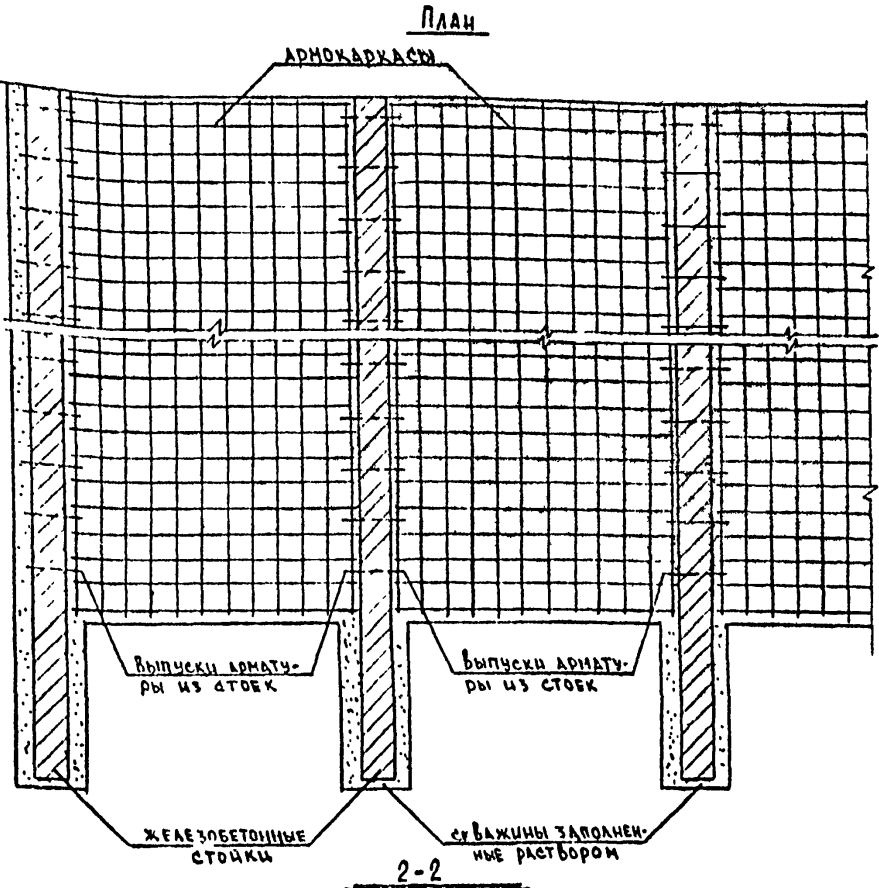 План
Армокаркасы
Выпуски армату-
ры из стоек
Выпуски армату-
ры из стоек
Железобетонные
стойки
скважины заполнен-
ные раствором
2-2